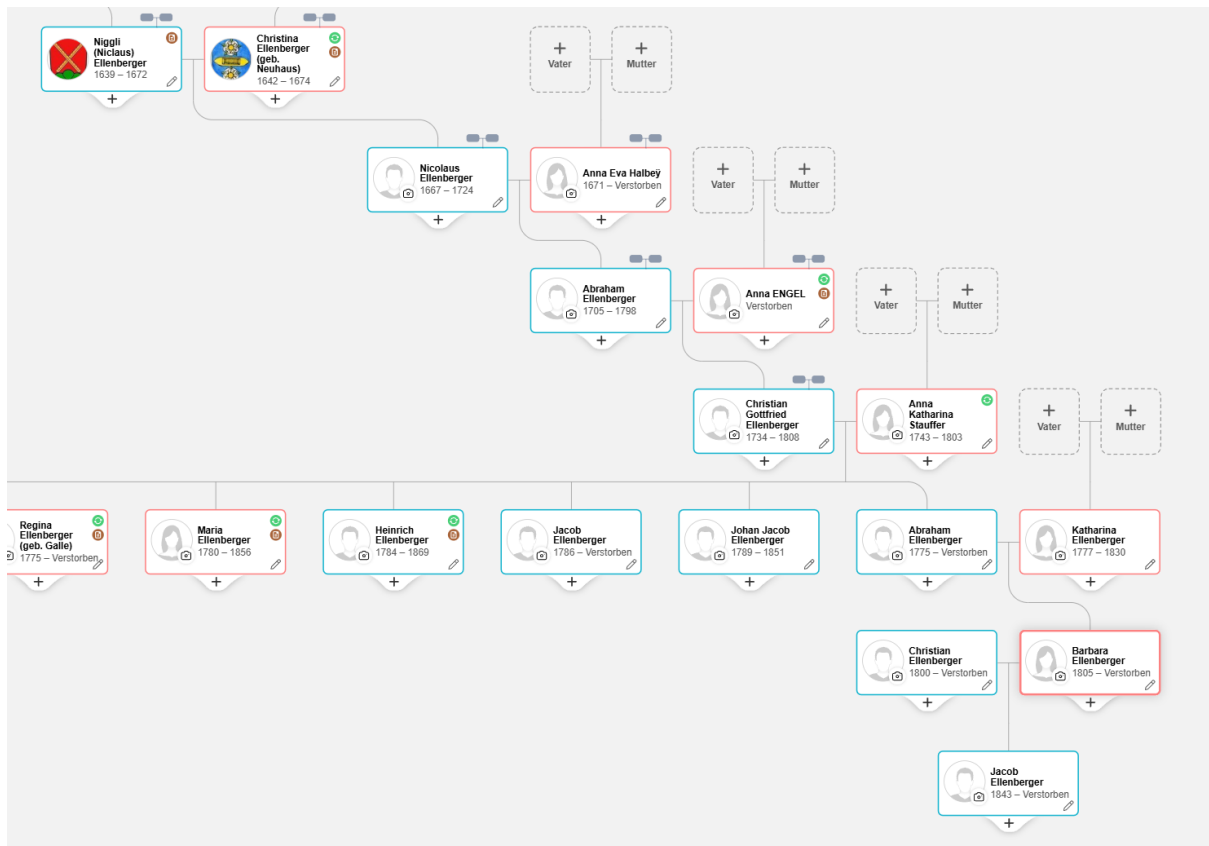 Niggli
(Niclaus)
Ellenberger
1639 – 1672
Christina
Ellenberger
(geb.
Neuhaus)
1642 – 1674
Vater
Mutter
Nicolaus
Ellenberger
1667 – 1724
Anna Eva Halbeÿ
1671 – Verstorben
Vater
Mutter
Abraham
Ellenberger
1705 – 1798
Anna ENGEL
Verstorben
Vater
Mutter
Christian
Gottfried
Ellenberger
1734 – 1808
Anna
Katharina
Stauffer
1743 – 1803
Vater
Mutter
Regina
Ellenberger
(geb. Galle)
1775 – Verstorben
Maria
Ellenberger
1780 – 1856
Heinrich
Ellenberger
1784 – 1869
Jacob
Ellenberger
1786 – Verstorben
Johan Jacob
Ellenberger
1789 – 1851
Abraham
Ellenberger
1775 – Verstorben
Katharina
Ellenberger
1777 – 1830
Christian
Ellenberger
1800 – Verstorben
Barbara
Ellenberger
1805 – Verstorben
Jacob
Ellenberger
1843 – Verstorben